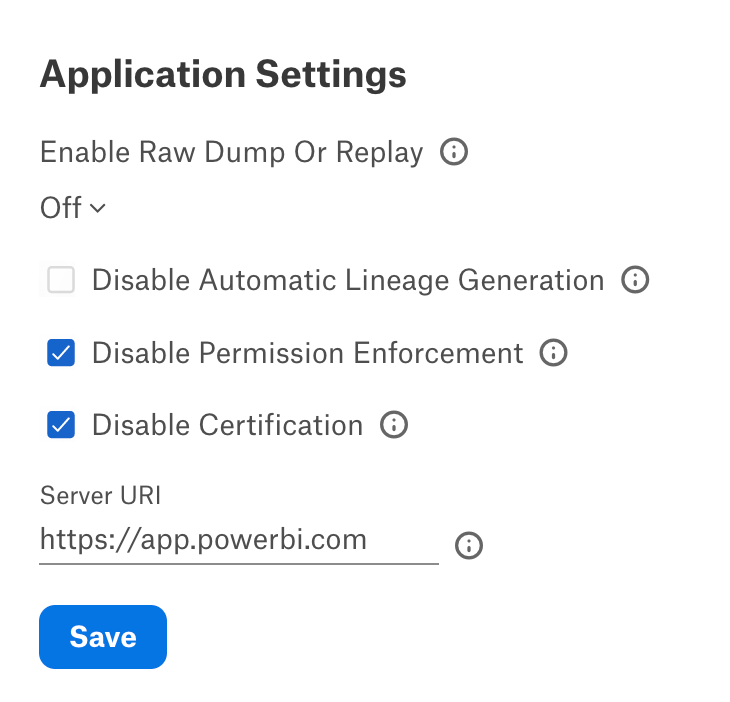 Application Settings
Enable Raw Dump Or Replay
Off
Disable Automatic Lineage Generation
Disable Permission Enforcement
Disable Certification
Server URI
https://app.powerbi.com
Save